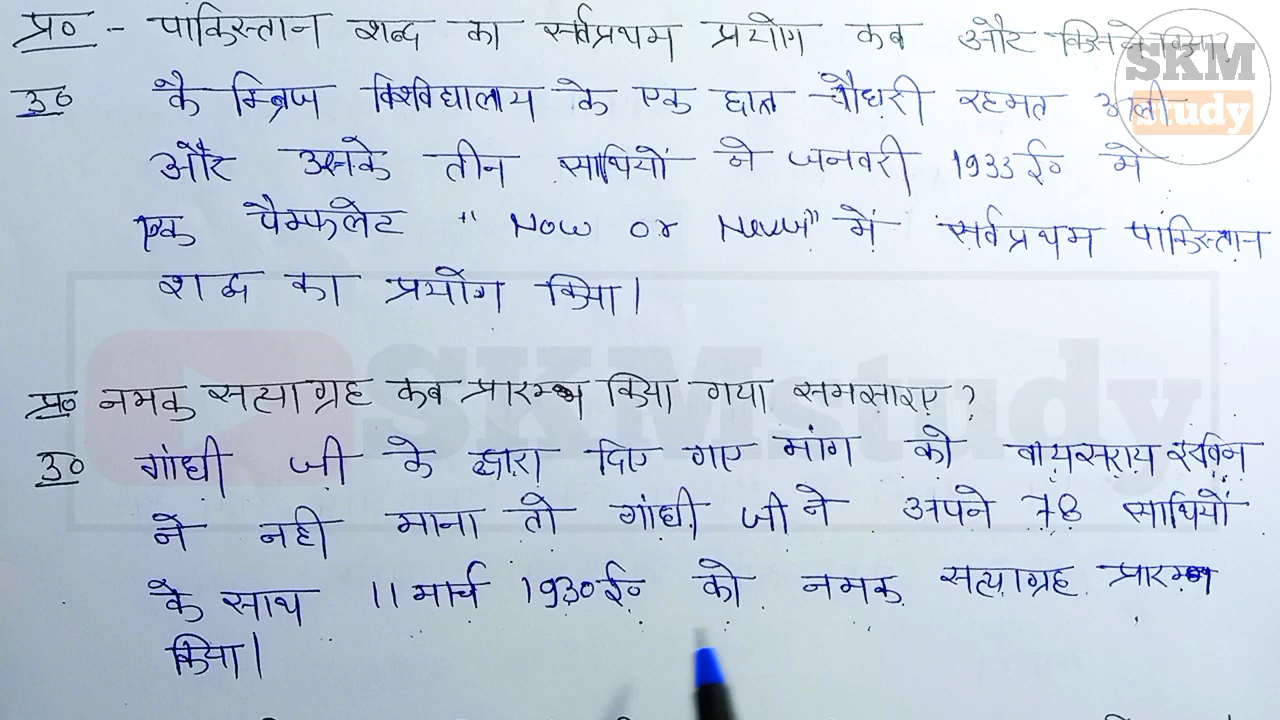 प्र० - पाकिस्तान शब्द का सर्वप्रथम प्रयोग कब और किसने किया?
SKM
study
उ० कैम्ब्रिज विश्वविद्यालय के एक छात्र चौधरी रहमत अली
और उसके तीन साथियों ने जनवरी 1933 ई० में
एक पैम्फलेट "Now or Never" में सर्वप्रथम पाकिस्तान
शब्द का प्रयोग किया।
SKMstudy
प्र० नमक सत्याग्रह कब प्रारम्भ किया गया समझाइए ?
उ० गांधी जी के द्वारा दिए गए मांग को वायसराय इरविन
ने नही माना तो गांधी जी ने अपने 78 साथियों
के साथ 11 मार्च 1930 ई० को नमक सत्याग्रह प्रारम्भ
किया।